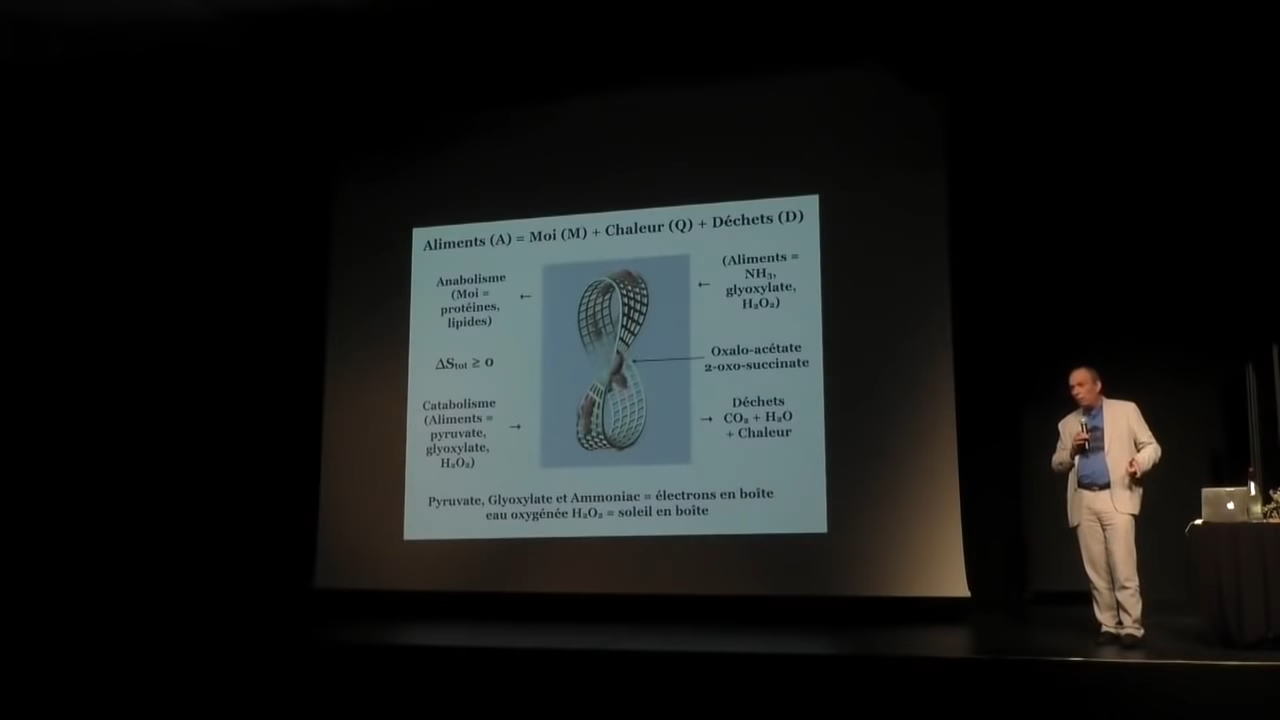 Aliments (A) = Moi (M) + Chaleur (Q) + Déchets (D)
Anabolisme
(Moi =
protéines,
lipides)
←
←
(Aliments =
NH₃,
glyoxylate,
H₂O₂)
ΔStot ≥ 0
Oxalo-acétate
2-oxo-succinate
Catabolisme
(Aliments =
pyruvate,
glyoxylate,
H₂O₂)
→
→
Déchets
CO₂ + H₂O
+ Chaleur
Pyruvate, Glyoxylate et Ammoniac = électrons en boîte
eau oxygénée H₂O₂ = soleil en boîte